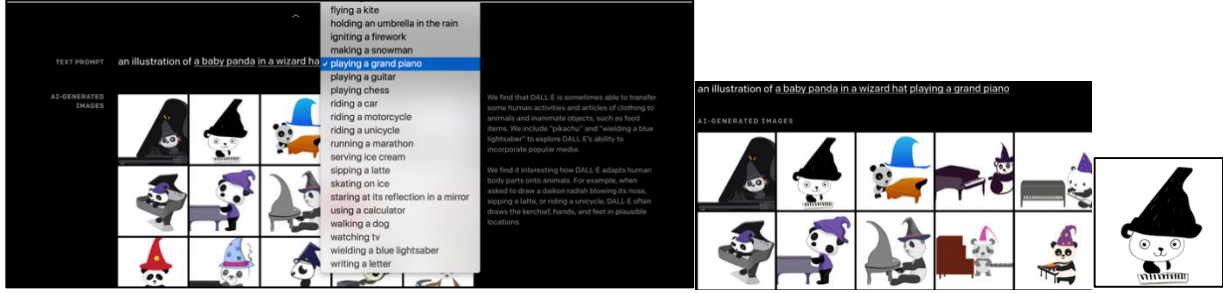 flying a kite
holding an umbrella in the rain
igniting a firework
making a snowman
TEXT PROMPT an illustration of a baby panda in a wizard ha ✓ playing a grand piano
playing a guitar
playing chess
riding a car
riding a motorcycle
riding a unicycle
running a marathon
serving ice cream
sipping a latte
skating on ice
staring at its reflection in a mirror
using a calculator
walking a dog
watching tv
wielding a blue lightsaber
writing a letter
AI-GENERATED
IMAGES
We find that DALL·E is sometimes able to transfer
some human activities and articles of clothing to
animals and inanimate objects, such as food
items. We include "pikachu" and "wielding a blue
lightsaber" to explore DALL·E's ability to
incorporate popular media.
We find it interesting how DALL·E adapts human
body parts onto animals. For example, when
asked to draw a daikon radish blowing its nose,
sipping a latte, or riding a unicycle, DALL·E often
draws the kerchief, hands, and feet in plausible
locations.
an illustration of a baby panda in a wizard hat playing a grand piano
AI-GENERATED IMAGES